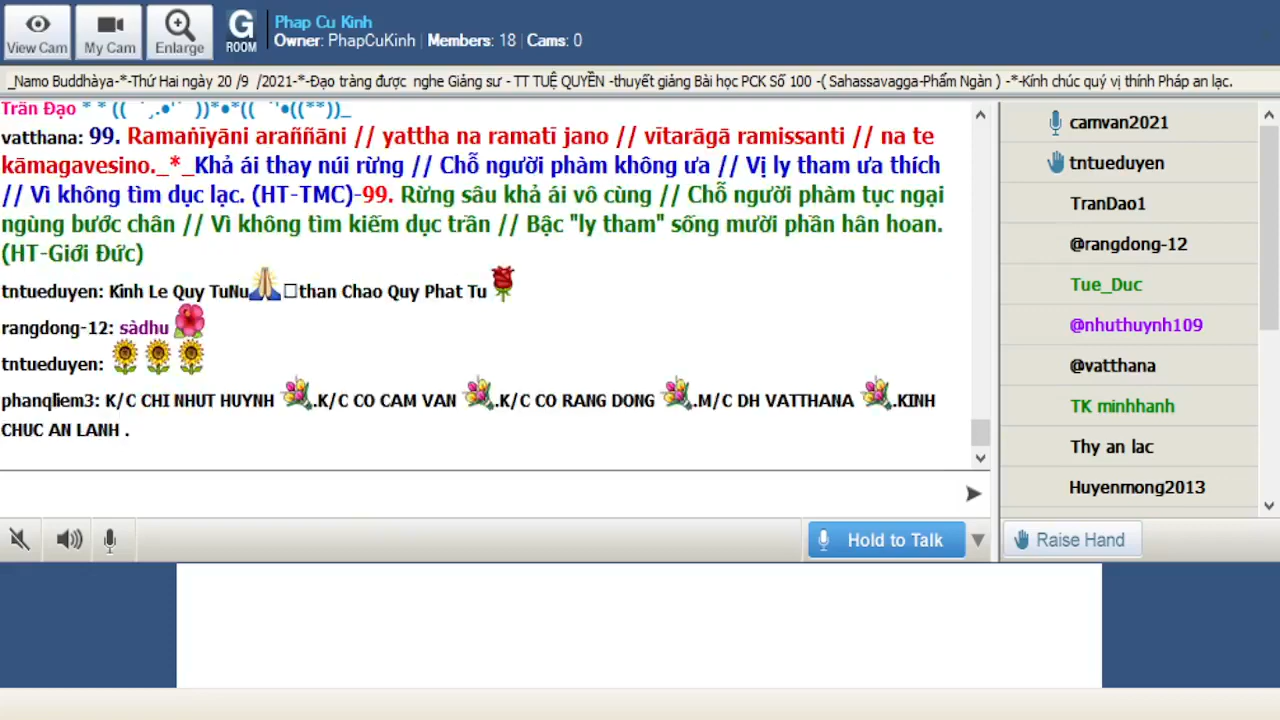 View Cam
My Cam
Enlarge
G
ROOM
Phap Cu Kinh
Owner: PhapCuKinh | Members: 18 | Cams: 0
_Namo Buddhàya-*-Thứ Hai ngày 20 /9 /2021-*-Đạo tràng được nghe Giảng sư - TT TUỆ QUYỀN -thuyết giảng Bài học PCK Số 100 -( Sahassavagga-Phẩm Ngàn ) -*-Kính chúc quý vị thính Pháp an lạc.
Trần Đạo
vatthana: 99. Ramaṅīyāni araññāni // yattha na ramatī jano // vītarāgā ramissanti // na te
kāmagavesino._*_Khả ái thay núi rừng // Chỗ người phàm không ưa // Vị ly tham ưa thích
// Vì không tìm dục lạc. (HT-TMC)-99. Rừng sâu khả ái vô cùng // Chỗ người phàm tục ngại
ngùng bước chân // Vì không tìm kiếm dục trần // Bậc "ly tham" sống mười phần hân hoan.
(HT-Giới Đức)
tntueduyen: Kinh Le Quy TuNu than Chao Quy Phat Tu
rangdong-12: sàdhu
tntueduyen:
phanqliem3: K/C CHI NHUT HUYNH .K/C CO CAM VAN .K/C CO RANG DONG .M/C DH VATTHANA .KINH
CHUC AN LANH .
Hold to Talk
camvan2021
tntueduyen
TranDao1
@rangdong-12
Tue_Duc
@nhuthuynh109
@vatthana
TK minhhanh
Thy an lac
Huyenmong2013
Raise Hand